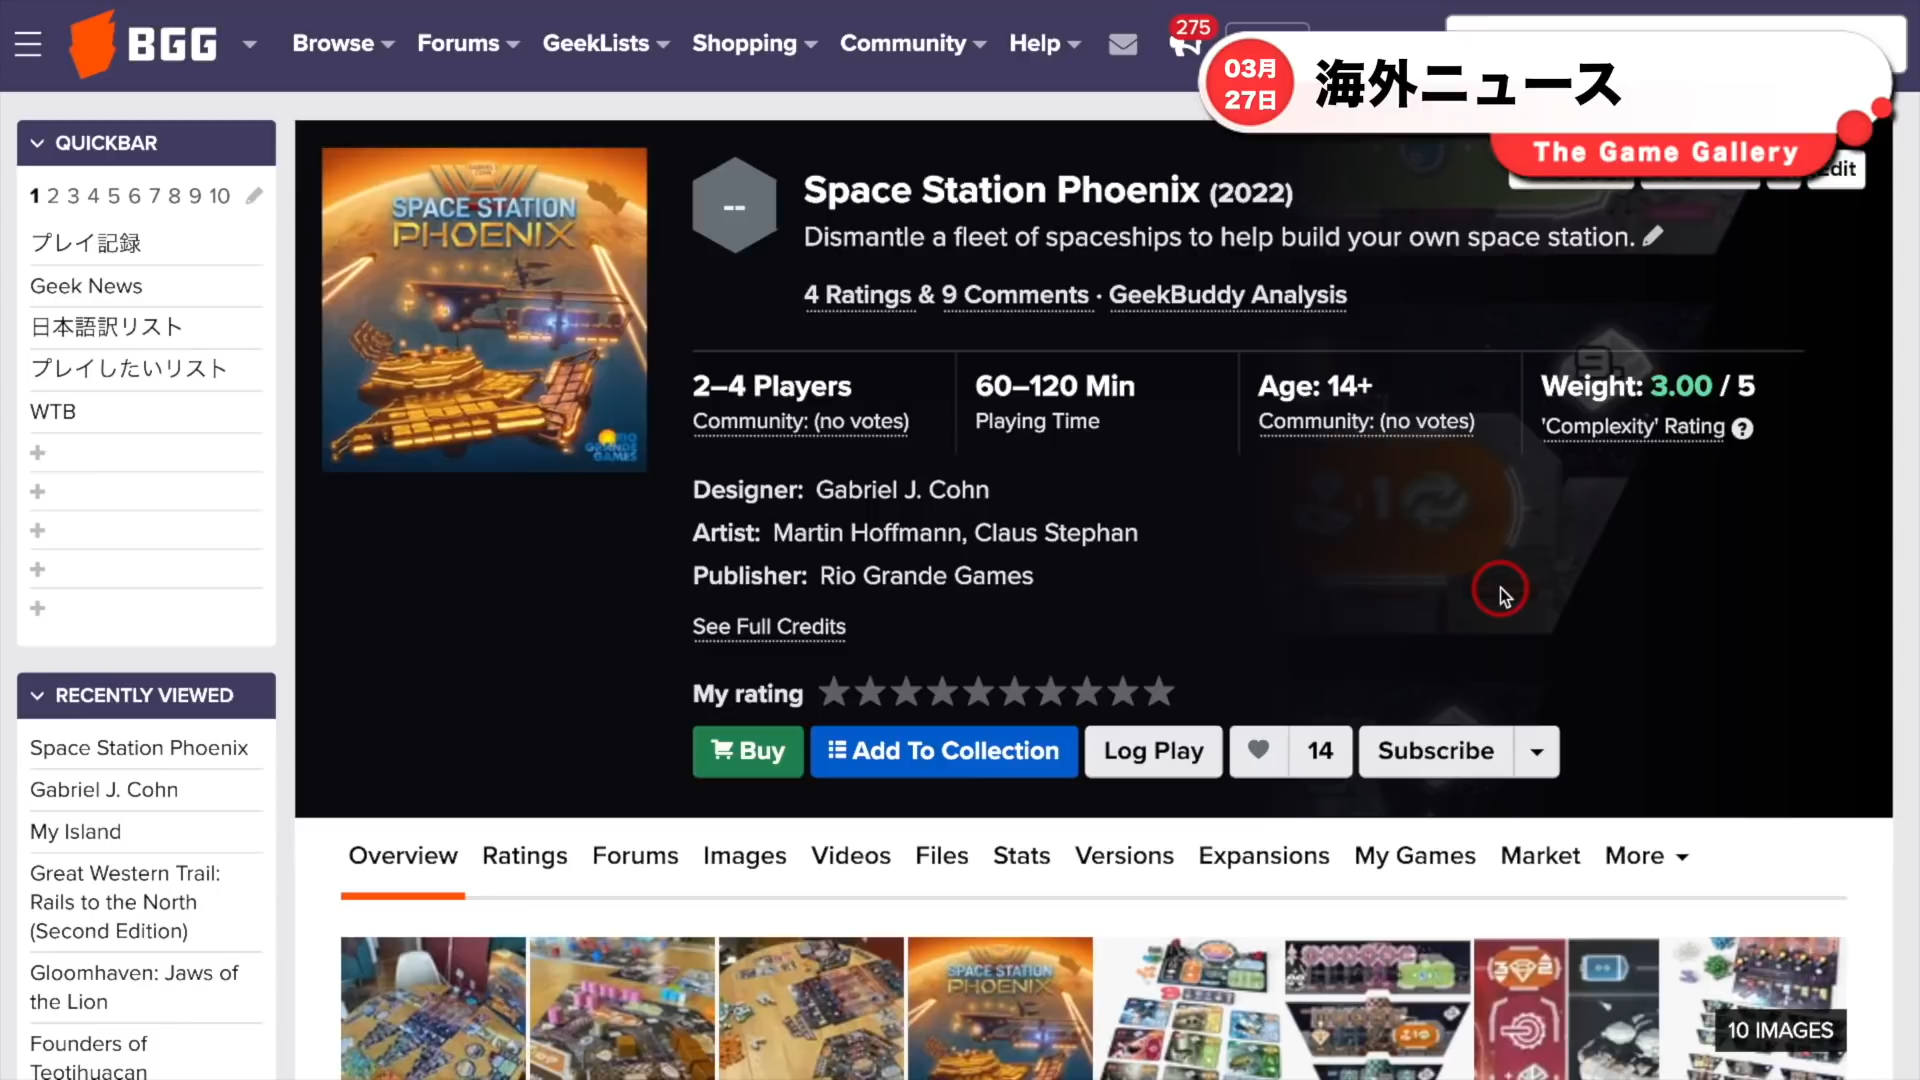 BGG
Browse
Forums
GeekLists
Shopping
Community
Help
275
03月
27日
海外ニュース
The Game Gallery
QUICKBAR
1 2 3 4 5 6 7 8 9 10
プレイ記録
Geek News
日本語訳リスト
プレイしたいリスト
WTB
RECENTLY VIEWED
Space Station Phoenix
Gabriel J. Cohn
My Island
Great Western Trail:
Rails to the North
(Second Edition)
Gloomhaven: Jaws of
the Lion
Founders of
Teotihuacan
SPACE STATION
PHOENIX
RIO
GRANDE
GAMES
--
Space Station Phoenix (2022)
Dismantle a fleet of spaceships to help build your own space station.
4 Ratings & 9 Comments · GeekBuddy Analysis
2–4 Players
Community: (no votes)
60–120 Min
Playing Time
Age: 14+
Community: (no votes)
Weight: 3.00 / 5
'Complexity' Rating ?
Designer: Gabriel J. Cohn
Artist: Martin Hoffmann, Claus Stephan
Publisher: Rio Grande Games
See Full Credits
My rating
Buy
Add To Collection
Log Play
14
Subscribe
Overview
Ratings
Forums
Images
Videos
Files
Stats
Versions
Expansions
My Games
Market
More
SPACE STATION
PHOENIX
10 IMAGES